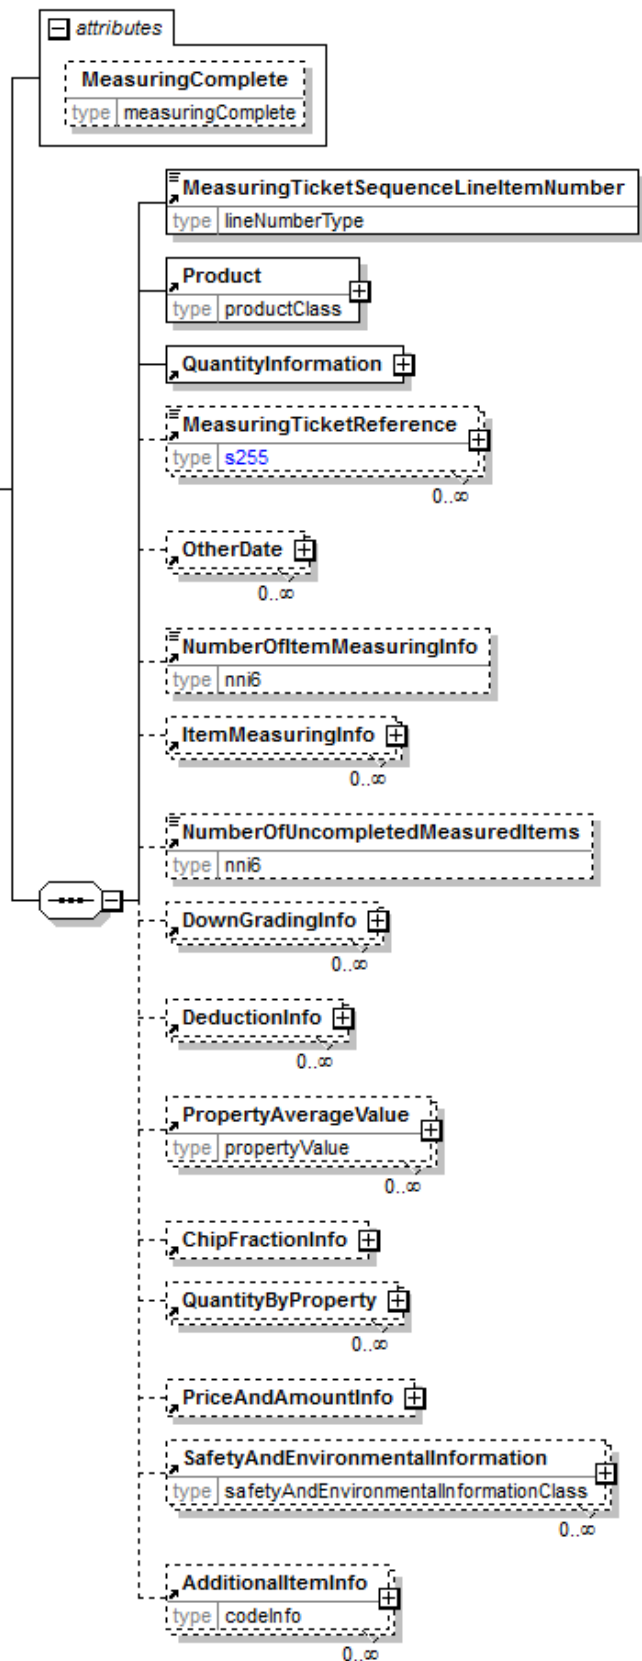 attributes
MeasuringComplete
type measuringComplete
MeasuringTicketSequenceLineItemNumber
type lineNumberType
Product
type productClass
QuantityInformation
MeasuringTicketReference
type s255
0..∞
OtherDate
0..∞
NumberOfItemMeasuringInfo
type nni6
ItemMeasuringInfo
0..∞
NumberOfUncompletedMeasuredItems
type nni6
DownGradingInfo
0..∞
DeductionInfo
0..∞
PropertyAverageValue
type propertyValue
0..∞
ChipFractionInfo
QuantityByProperty
0..∞
PriceAndAmountInfo
SafetyAndEnvironmentalInformation
type safetyAndEnvironmentalInformationClass
0..∞
AdditionalItemInfo
type codeInfo
0..∞